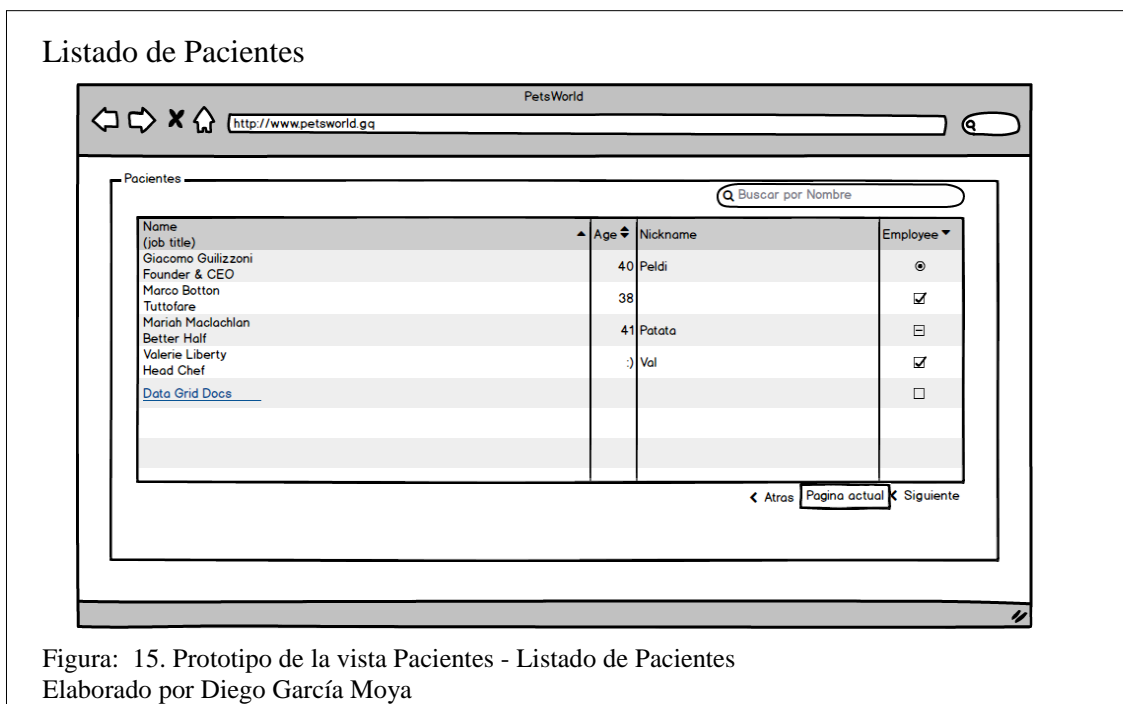 Listado de Pacientes
PetsWorld
http://www.petsworld.gq
Pacientes
Buscar por Nombre
Name
(job title)
Age
Nickname
Employee
Giacomo Guilizzoni
Founder & CEO
40
Peldi
Marco Botton
Tuttofare
38
Mariah Maclachlan
Better Half
41
Patata
Valerie Liberty
Head Chef
:)
Val
Data Grid Docs
Atras
Pagina actual
Siguiente
Figura: 15. Prototipo de la vista Pacientes - Listado de Pacientes
Elaborado por Diego García Moya